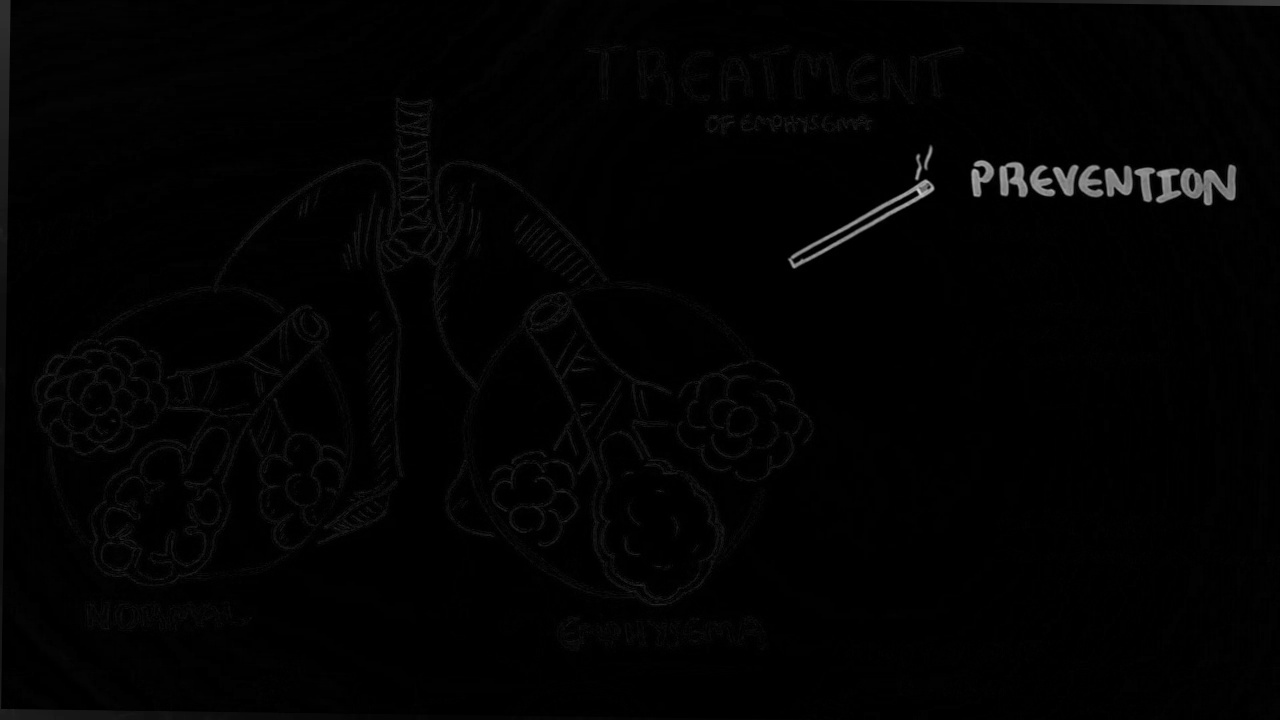 TREATMENT
OF EMPHYSEMA
PREVENTION
NORMAL
EMPHYSEMA